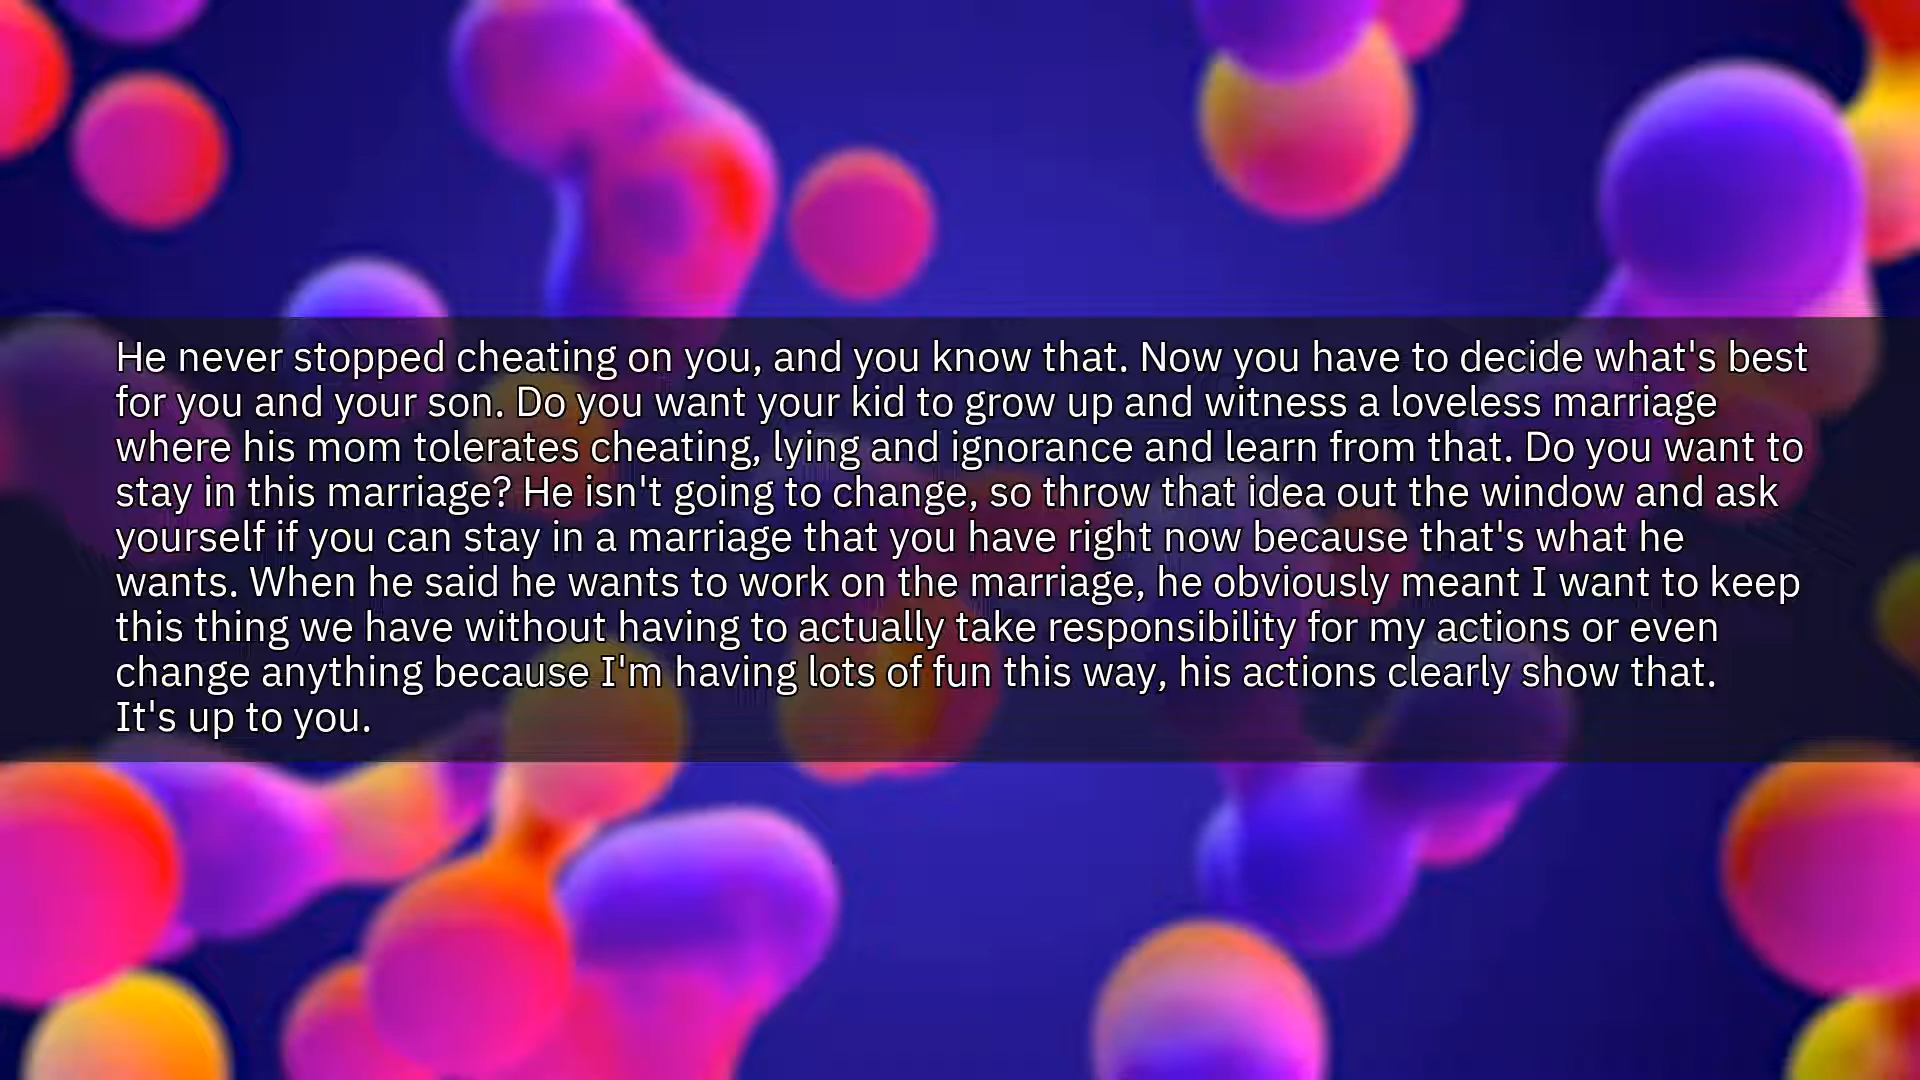 He never stopped cheating on you, and you know that. Now you have to decide what's best
for you and your son. Do you want your kid to grow up and witness a loveless marriage
where his mom tolerates cheating, lying and ignorance and learn from that. Do you want to
stay in this marriage? He isn't going to change, so throw that idea out the window and ask
yourself if you can stay in a marriage that you have right now because that's what he
wants. When he said he wants to work on the marriage, he obviously meant I want to keep
this thing we have without having to actually take responsibility for my actions or even
change anything because I'm having lots of fun this way, his actions clearly show that.
It's up to you.